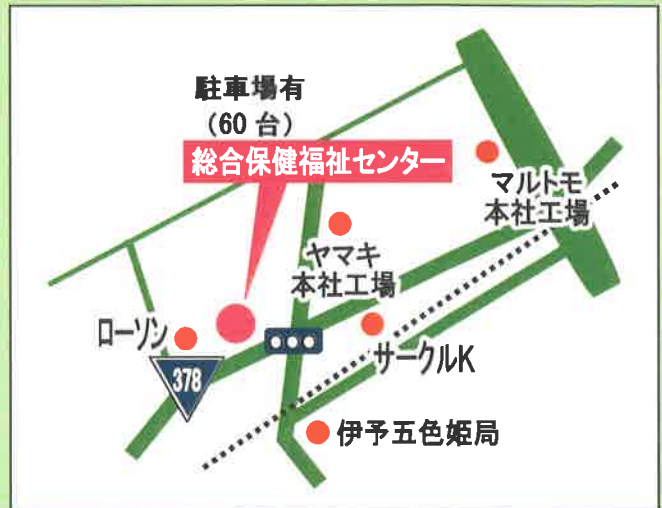 駐車場有
（60台）
総合保健福祉センター
マルトモ
本社工場
ヤマキ
本社工場
ローソン
サークルK
378
伊予五色姫局